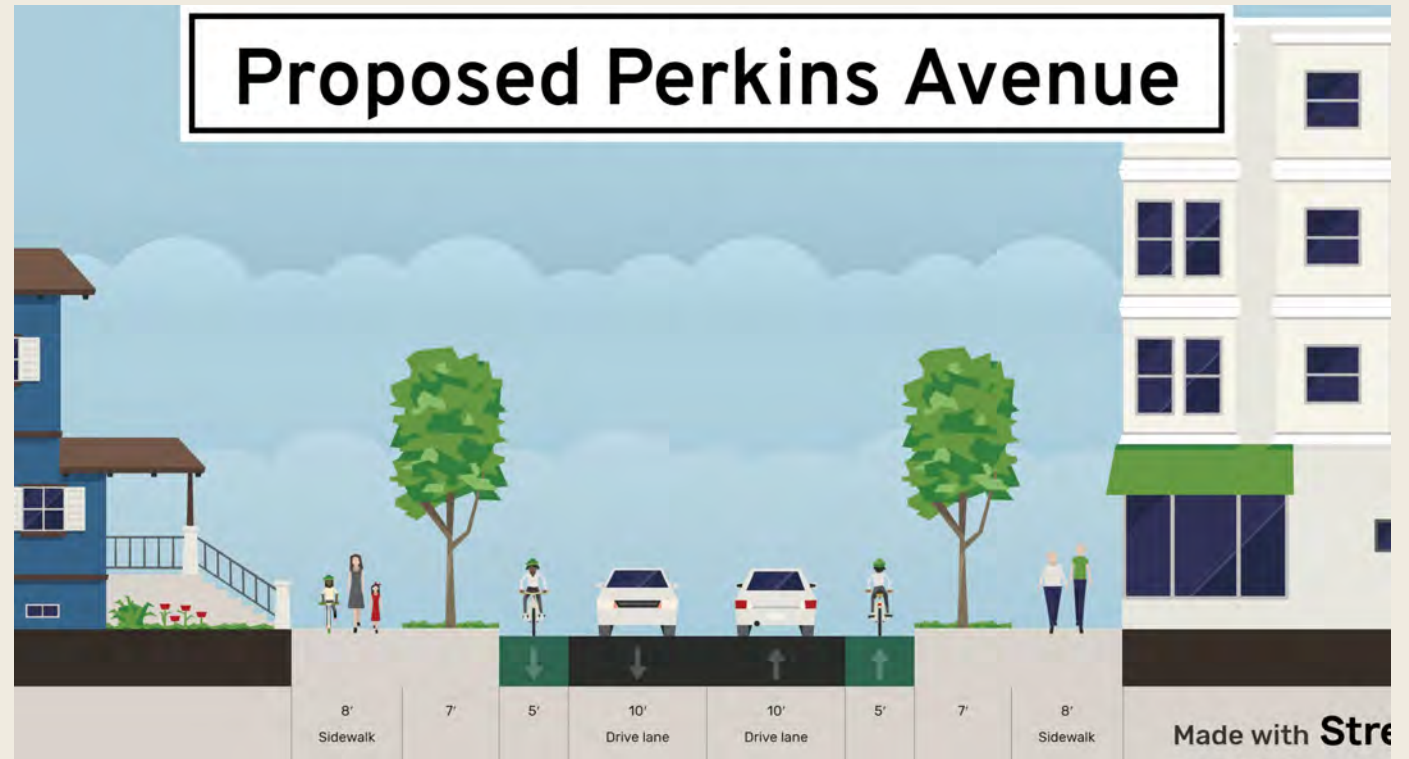 Proposed Perkins Avenue
8' 7' 5' 10' 10' 5' 7' 8'
Sidewalk Drive lane Drive lane Sidewalk
Made with Stre